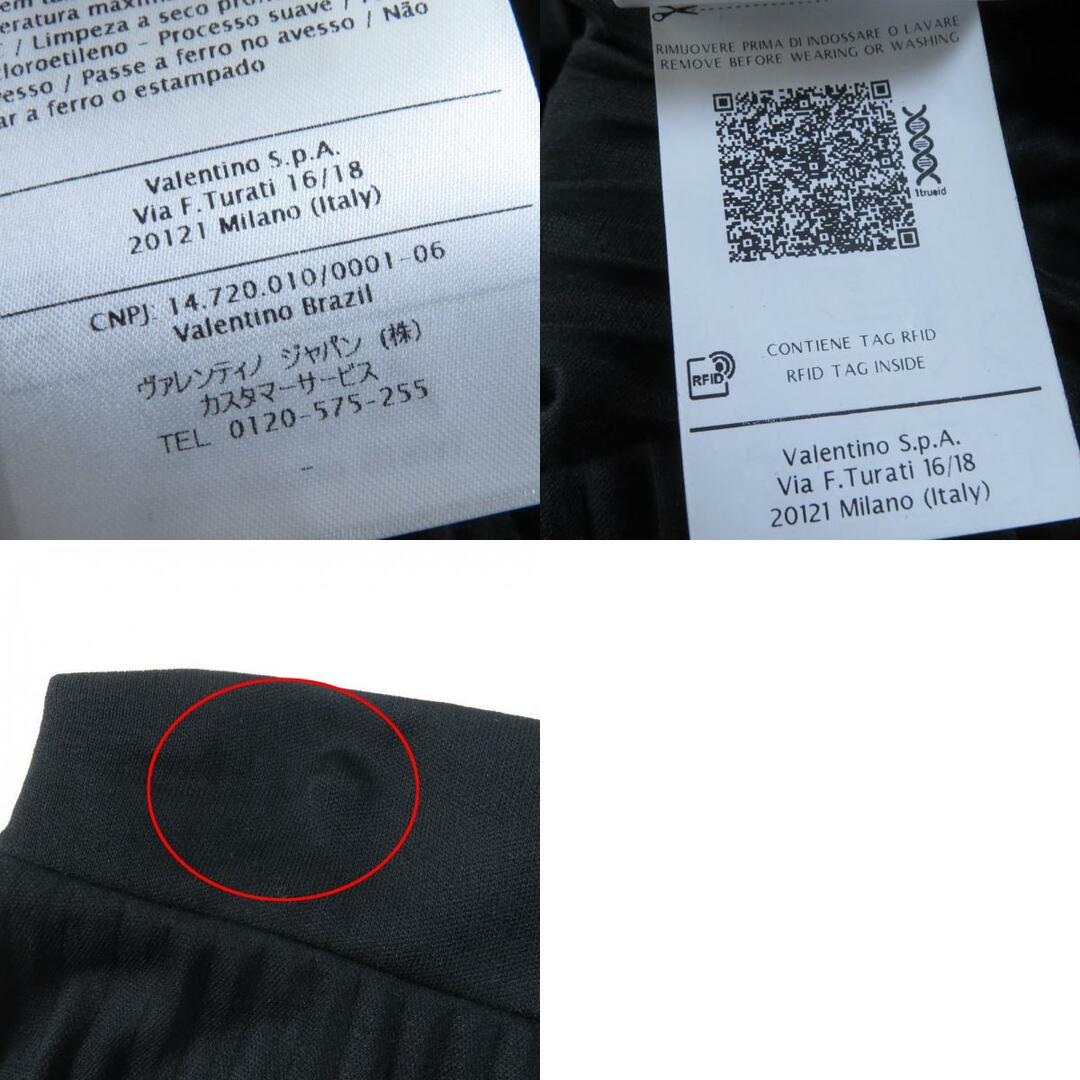 eratura máxima
/ Limpeza a seco
cloroetileno - Processo suave /
esso / Passe a ferro no avesso / Não
ar a ferro o estampado
Valentino S.p.A.
Via F.Turati 16/18
20121 Milano (Italy)
CNPJ: 14.720.010/0001-06
Valentino Brazil
ヴァレンティノ ジャパン (株)
カスタマーサービス
TEL 0120-575-255
RIMUOVERE PRIMA DI INDOSSARE O LAVARE
REMOVE BEFORE WEARING OR WASHING
1trueid
CONTIENE TAG RFID
RFID TAG INSIDE
RFID
Valentino S.p.A.
Via F.Turati 16/18
20121 Milano (Italy)